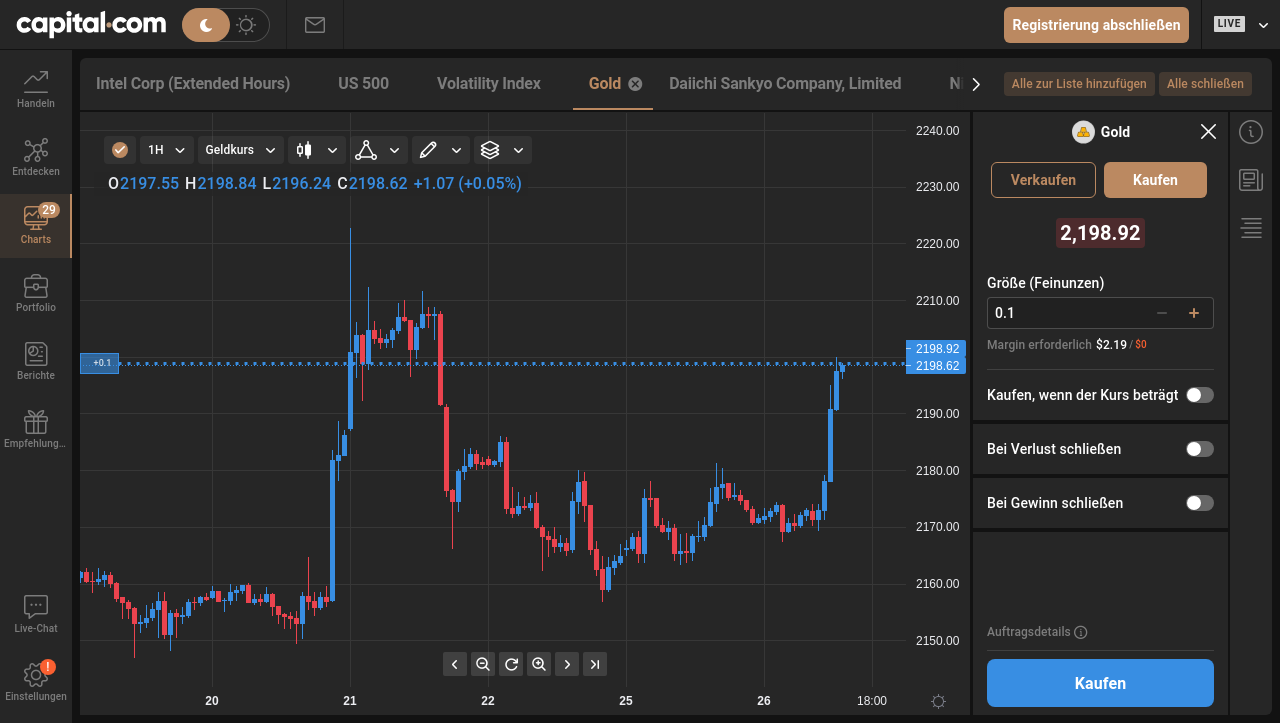 capital.com
Registrierung abschließen
LIVE
Intel Corp (Extended Hours)
US 500
Volatility Index
Gold
Daiichi Sankyo Company, Limited
Alle zur Liste hinzufügen
Alle schließen
Handeln
Entdecken
29
Charts
Portfolio
Berichte
Empfehlung...
Live-Chat
!
Einstellungen
1H
Geldkurs
O2197.55 H2198.84 L2196.24 C2198.62 +1.07 (+0.05%)
+0.1
2240.00
2230.00
2220.00
2210.00
2198.92
2198.62
2190.00
2180.00
2170.00
2160.00
2150.00
20
21
22
25
26
18:00
Gold
Verkaufen
Kaufen
2,198.92
Größe (Feinunzen)
0.1
Margin erforderlich $2.19 / $0
Kaufen, wenn der Kurs beträgt
Bei Verlust schließen
Bei Gewinn schließen
Auftragsdetails
Kaufen